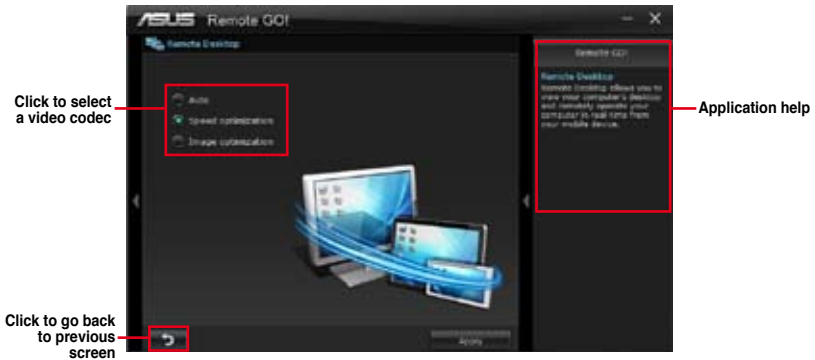 ASUS Remote GO!
Remote Desktop
Remote GO!
Click to select
a video codec
Auto
Speed optimization
Image optimization
Remote Desktop
Remote Desktop allows you to
view your computer's desktop
and remotely operate your
computer in real time from
your mobile device.
Application help
Click to go back
to previous
screen
Apply